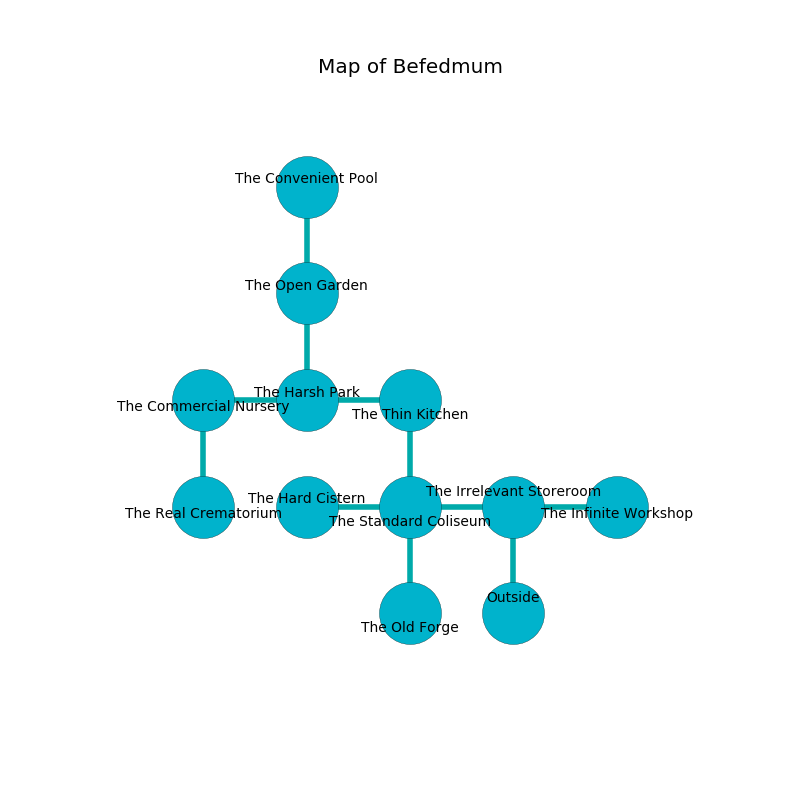 Map of Befedmum
The Convenient Pool
The Open Garden
The Harsh Park
The Commercial Nursery
The Thin Kitchen
The Irrelevant Storeroom
The Hard Cistern
The Real Crematorium
The Infinite Workshop
The Standard Coliseum
Outside
The Old Forge